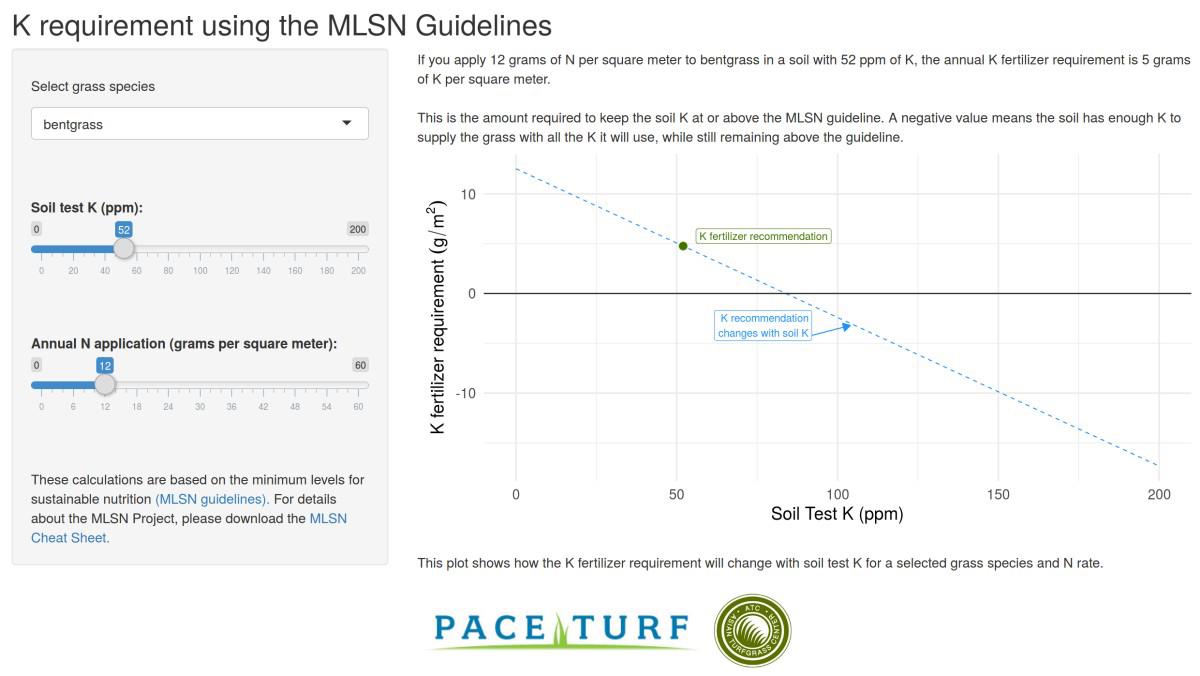 K requirement using the MLSN Guidelines
Select grass species
bentgrass
Soil test K (ppm):
0 52 200
0 20 40 60 80 100 120 140 160 180 200
Annual N application (grams per square meter):
0 12 60
0 6 12 18 24 30 36 42 48 54 60
These calculations are based on the minimum levels for
sustainable nutrition (MLSN guidelines). For details
about the MLSN Project, please download the MLSN
Cheat Sheet.
If you apply 12 grams of N per square meter to bentgrass in a soil with 52 ppm of K, the annual K fertilizer requirement is 5 grams
of K per square meter.
This is the amount required to keep the soil K at or above the MLSN guideline. A negative value means the soil has enough K to
supply the grass with all the K it will use, while still remaining above the guideline.
K fertilizer requirement (g/m²)
10
0
-10
K fertilizer recommendation
K recommendation
changes with soil K
0 50 100 150 200
Soil Test K (ppm)
This plot shows how the K fertilizer requirement will change with soil test K for a selected grass species and N rate.
PACE TURF
ATC
ASIAN TURFGRASS CENTER